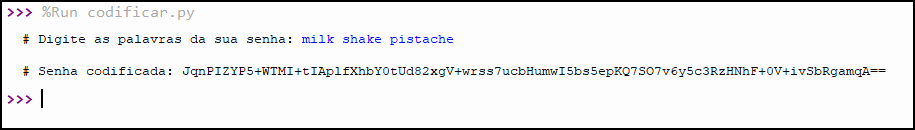 >>> %Run codificar.py
# Digite as palavras da sua senha: milk shake pistache
# Senha codificada: JqnPIZYP5+WTMI+tIAplfXhbY0tUd82xgV+wrss7ucbHumwI5bs5epKQ7SO7v6y5c3RzHNhF+0V+ivSbRgamqA==
>>>